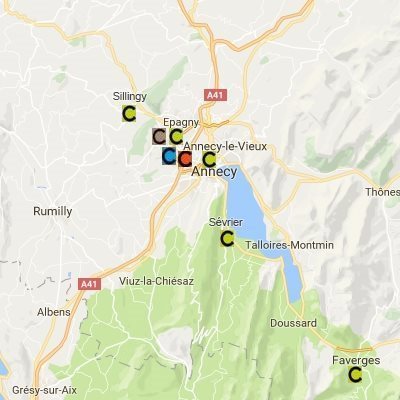 A41
Sillingy
C
Epagny
C
C
Annecy-le-Vieux
C
C
C
Annecy
Thônes
Rumilly
Sévrier
C
Talloires-Montmin
Viuz-la-Chiésaz
A41
Albens
Doussard
Faverges
C
Grésy-sur-Aix